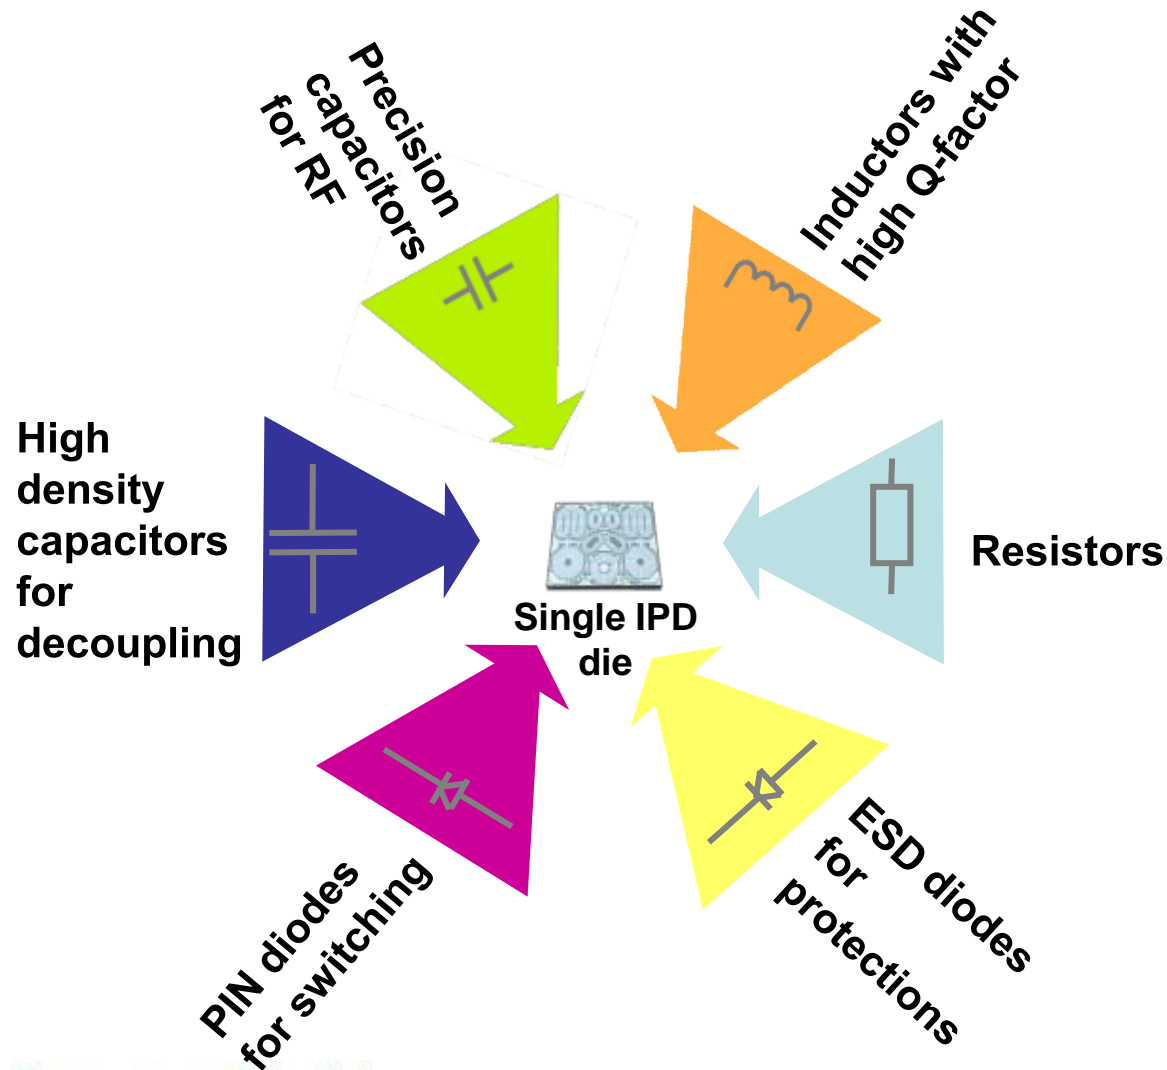 Precision
capacitors
for RF
Inductors with
high Q-factor
High
density
capacitors
for
decoupling
Resistors
Single IPD
die
PIN diodes
for switching
ESD diodes
for
protections